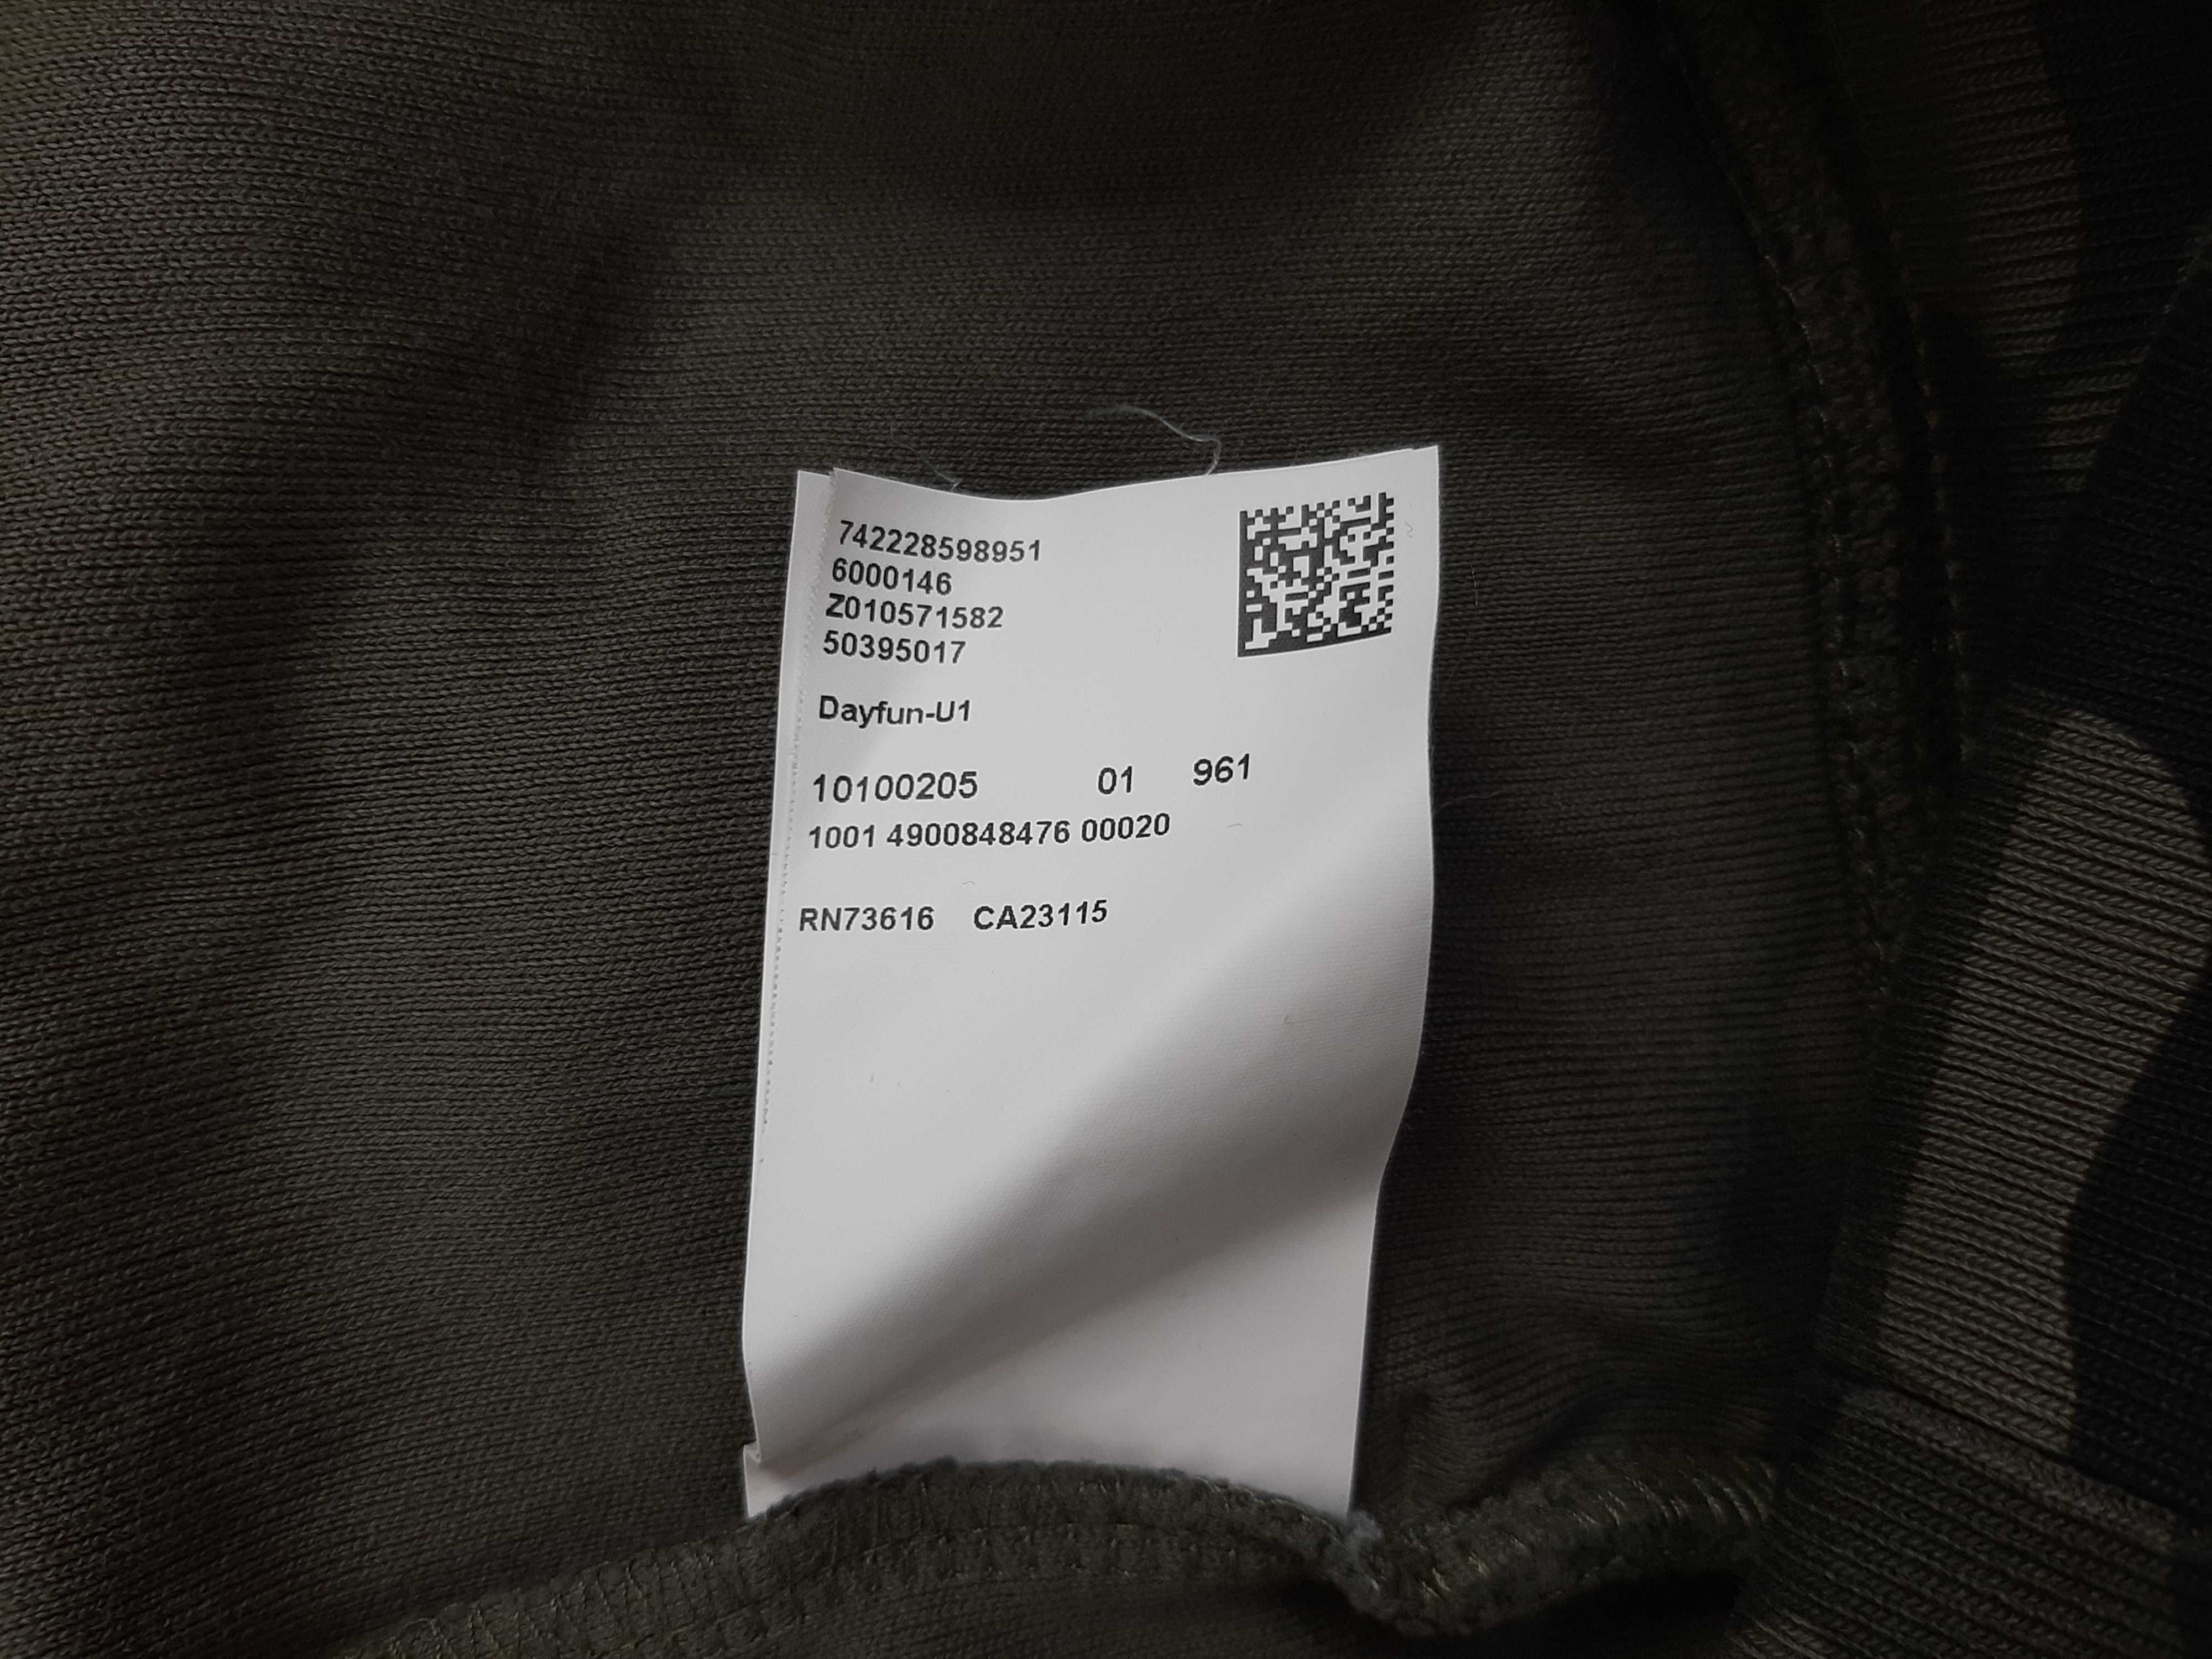 742228598951
6000146
Z010571582
50395017
Dayfun-U1
10100205 01 961
1001 4900848476 00020
RN73616 CA23115